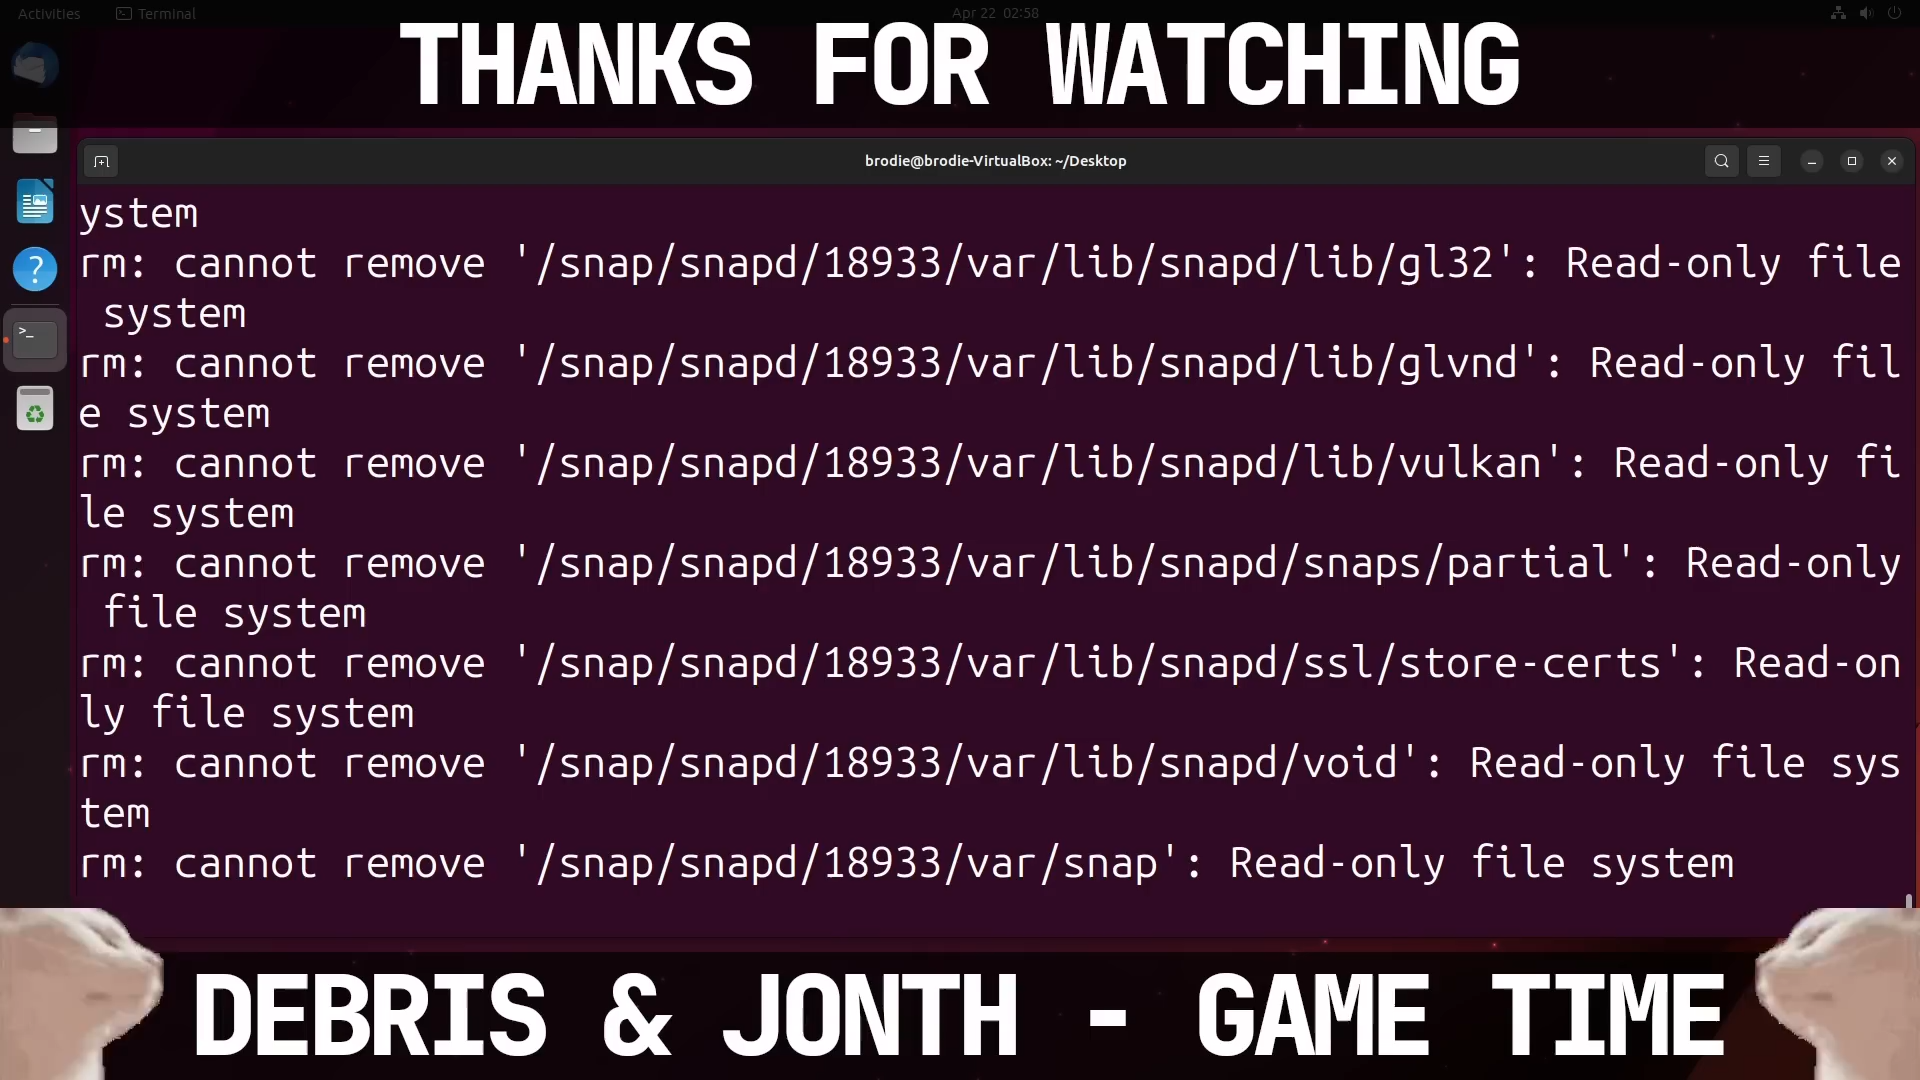 Activities Terminal Apr 22 02:58
THANKS FOR WATCHING
brodie@brodie-VirtualBox: ~/Desktop
ystem
rm: cannot remove '/snap/snapd/18933/var/lib/snapd/lib/gl32': Read-only file
 system
rm: cannot remove '/snap/snapd/18933/var/lib/snapd/lib/glvnd': Read-only fil
e system
rm: cannot remove '/snap/snapd/18933/var/lib/snapd/lib/vulkan': Read-only fi
le system
rm: cannot remove '/snap/snapd/18933/var/lib/snapd/snaps/partial': Read-only
 file system
rm: cannot remove '/snap/snapd/18933/var/lib/snapd/ssl/store-certs': Read-on
ly file system
rm: cannot remove '/snap/snapd/18933/var/lib/snapd/void': Read-only file sys
tem
rm: cannot remove '/snap/snapd/18933/var/snap': Read-only file system
DEBRIS & JONTH - GAME TIME